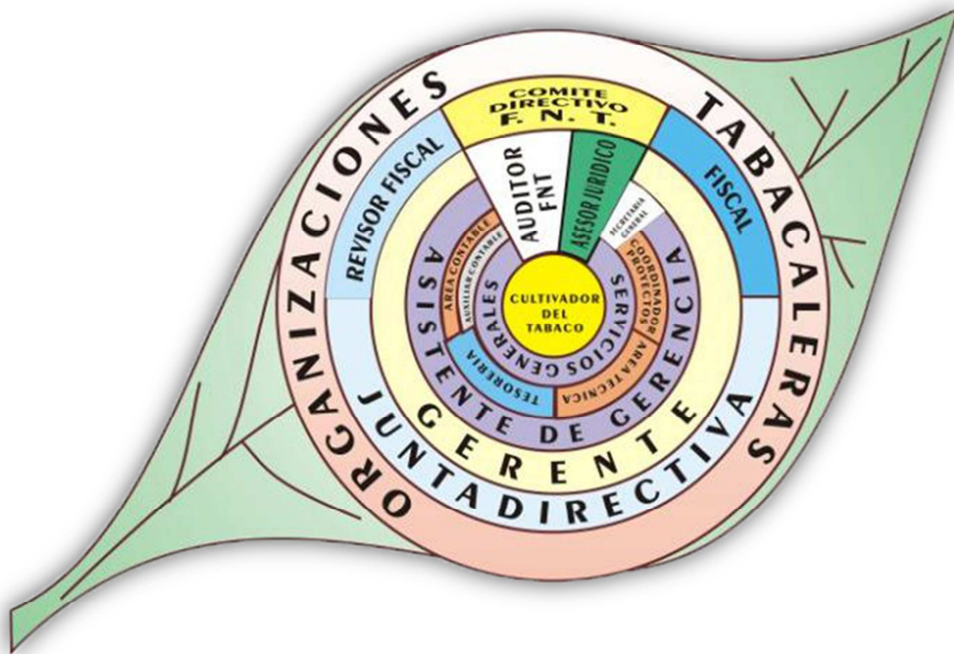 ORGANIZACIONES TABACALERAS
COMITE
DIRECTIVO
F. N. T.
REVISOR FISCAL
FISCAL
AUDITOR
FNT
ASESOR JURIDICO
SECRETARIA
GENERAL
JUNTA DIRECTIVA
GERENTE
ASISTENTE DE GERENCIA
AREA CONTABLE
AUXILIAR CONTABLE
COORDINADOR
PROYECTOS
TESORERIA
AREA TECNICA
SERVICIOS GENERALES
CULTIVADOR
DEL
TABACO